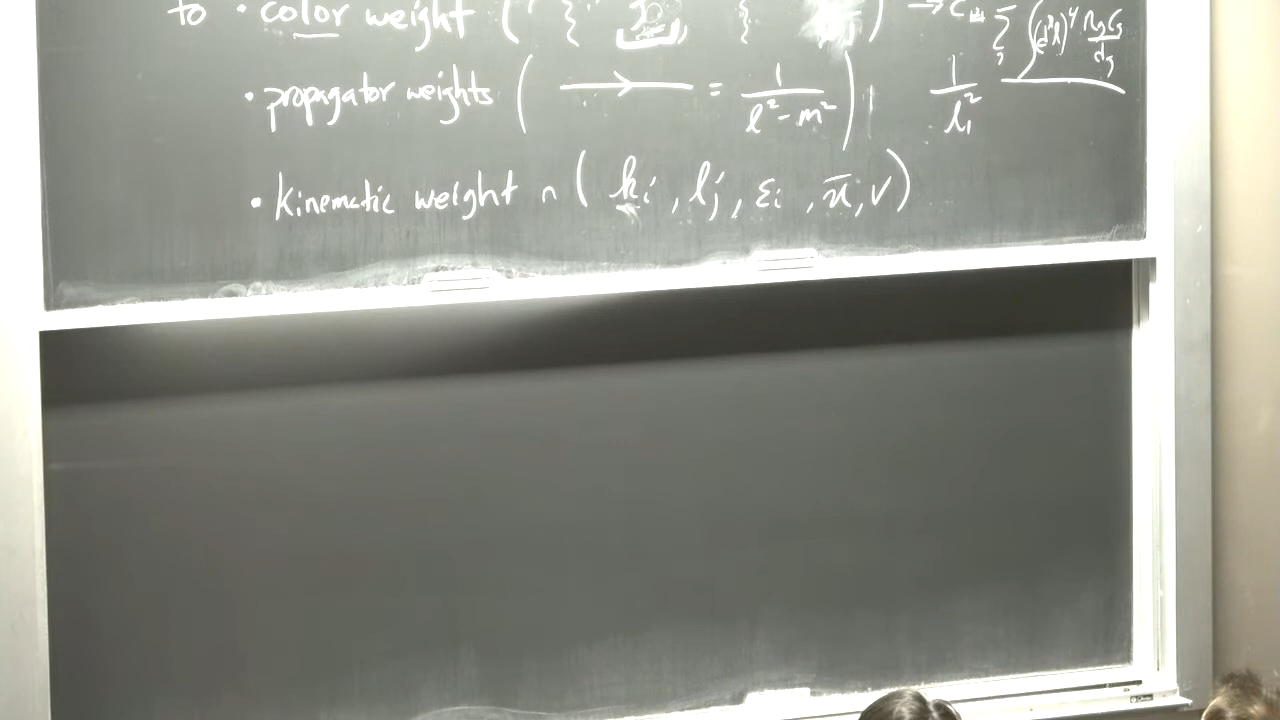 to • color weight (
• propagator weights ( → = 1/(l² - m²) ) , 1/l₁²
• kinematic weight n ( kᵢ , lⱼ , εᵢ , ū, v )